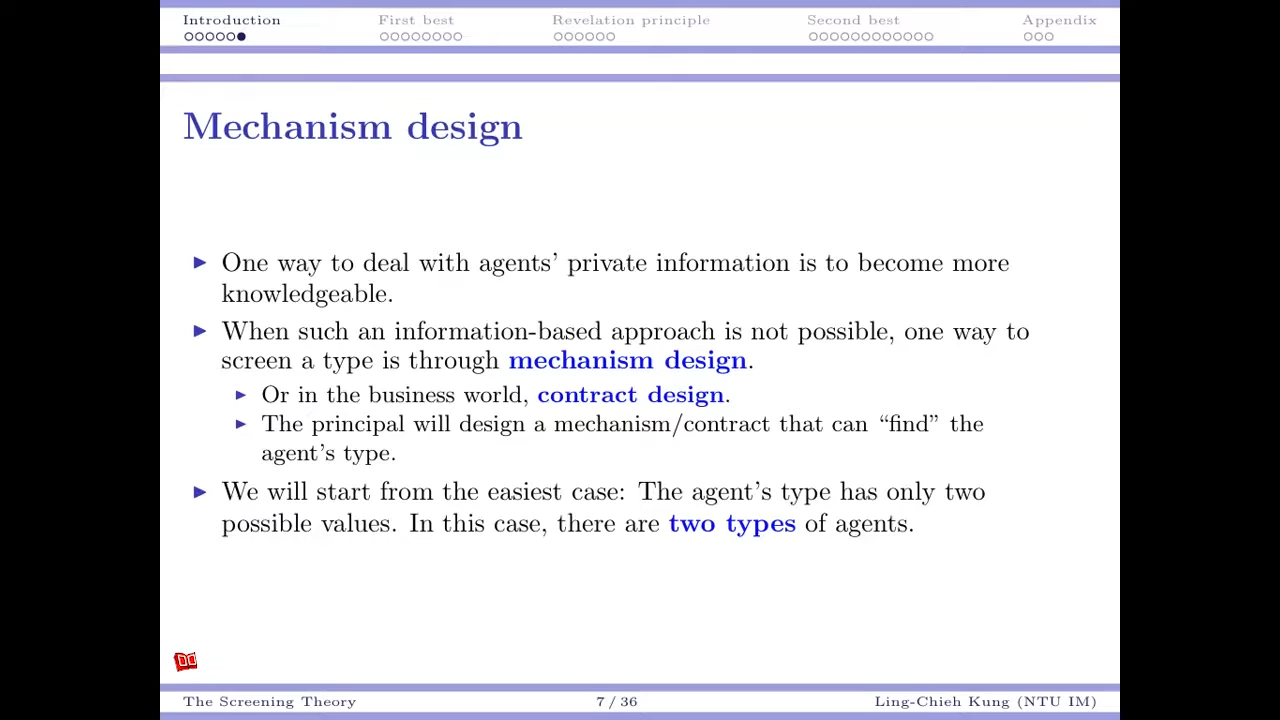 Introduction First best Revelation principle Second best Appendix
Mechanism design
One way to deal with agents’ private information is to become more
knowledgeable.
When such an information-based approach is not possible, one way to
screen a type is through mechanism design.
Or in the business world, contract design.
The principal will design a mechanism/contract that can “find” the
agent’s type.
We will start from the easiest case: The agent’s type has only two
possible values. In this case, there are two types of agents.
The Screening Theory 7 / 36 Ling-Chieh Kung (NTU IM)